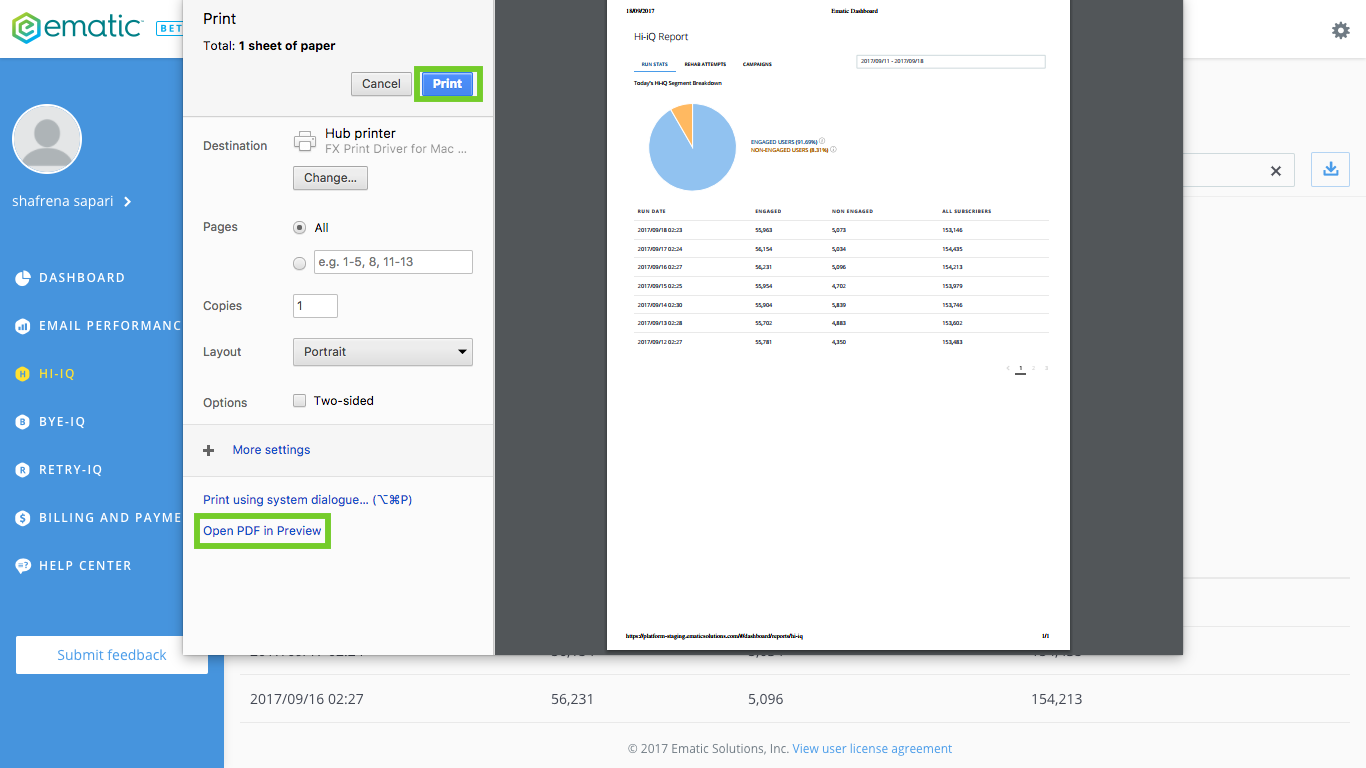 ematic
BET
Print
Total: 1 sheet of paper
Cancel
Print
Destination
Hub printer
FX Print Driver for Mac ...
Change...
Pages
All
e.g. 1-5, 8, 11-13
Copies
1
Layout
Portrait
Options
Two-sided
More settings
Print using system dialogue... (⌥⌘P)
Open PDF in Preview
shafrena sapari
DASHBOARD
EMAIL PERFORMANC
H HI-IQ
B BYE-IQ
R RETRY-IQ
$ BILLING AND PAYME
HELP CENTER
Submit feedback
18/09/2017 Ematic Dashboard
Hi-iQ Report
RUN STATS REHAB ATTEMPTS CAMPAIGNS
2017/09/11 - 2017/09/18
Today's Hi-iQ Segment Breakdown
ENGAGED USERS (91.69%)
NON-ENGAGED USERS (8.31%)
RUN DATE ENGAGED NON ENGAGED ALL SUBSCRIBERS
2017/09/18 02:23 55,963 5,073 153,146
2017/09/17 02:24 56,154 5,034 154,435
2017/09/16 02:27 56,231 5,096 154,213
2017/09/15 02:25 55,954 4,702 153,979
2017/09/14 02:30 55,904 5,839 153,746
2017/09/13 02:28 55,702 4,883 153,602
2017/09/12 02:27 55,781 4,350 153,483
< 1 2 >
https://platform-staging.ematicsolutions.com/#/dashboard/reports/hi-iq 1/1
2017/09/16 02:27 56,231 5,096 154,213
© 2017 Ematic Solutions, Inc. View user license agreement